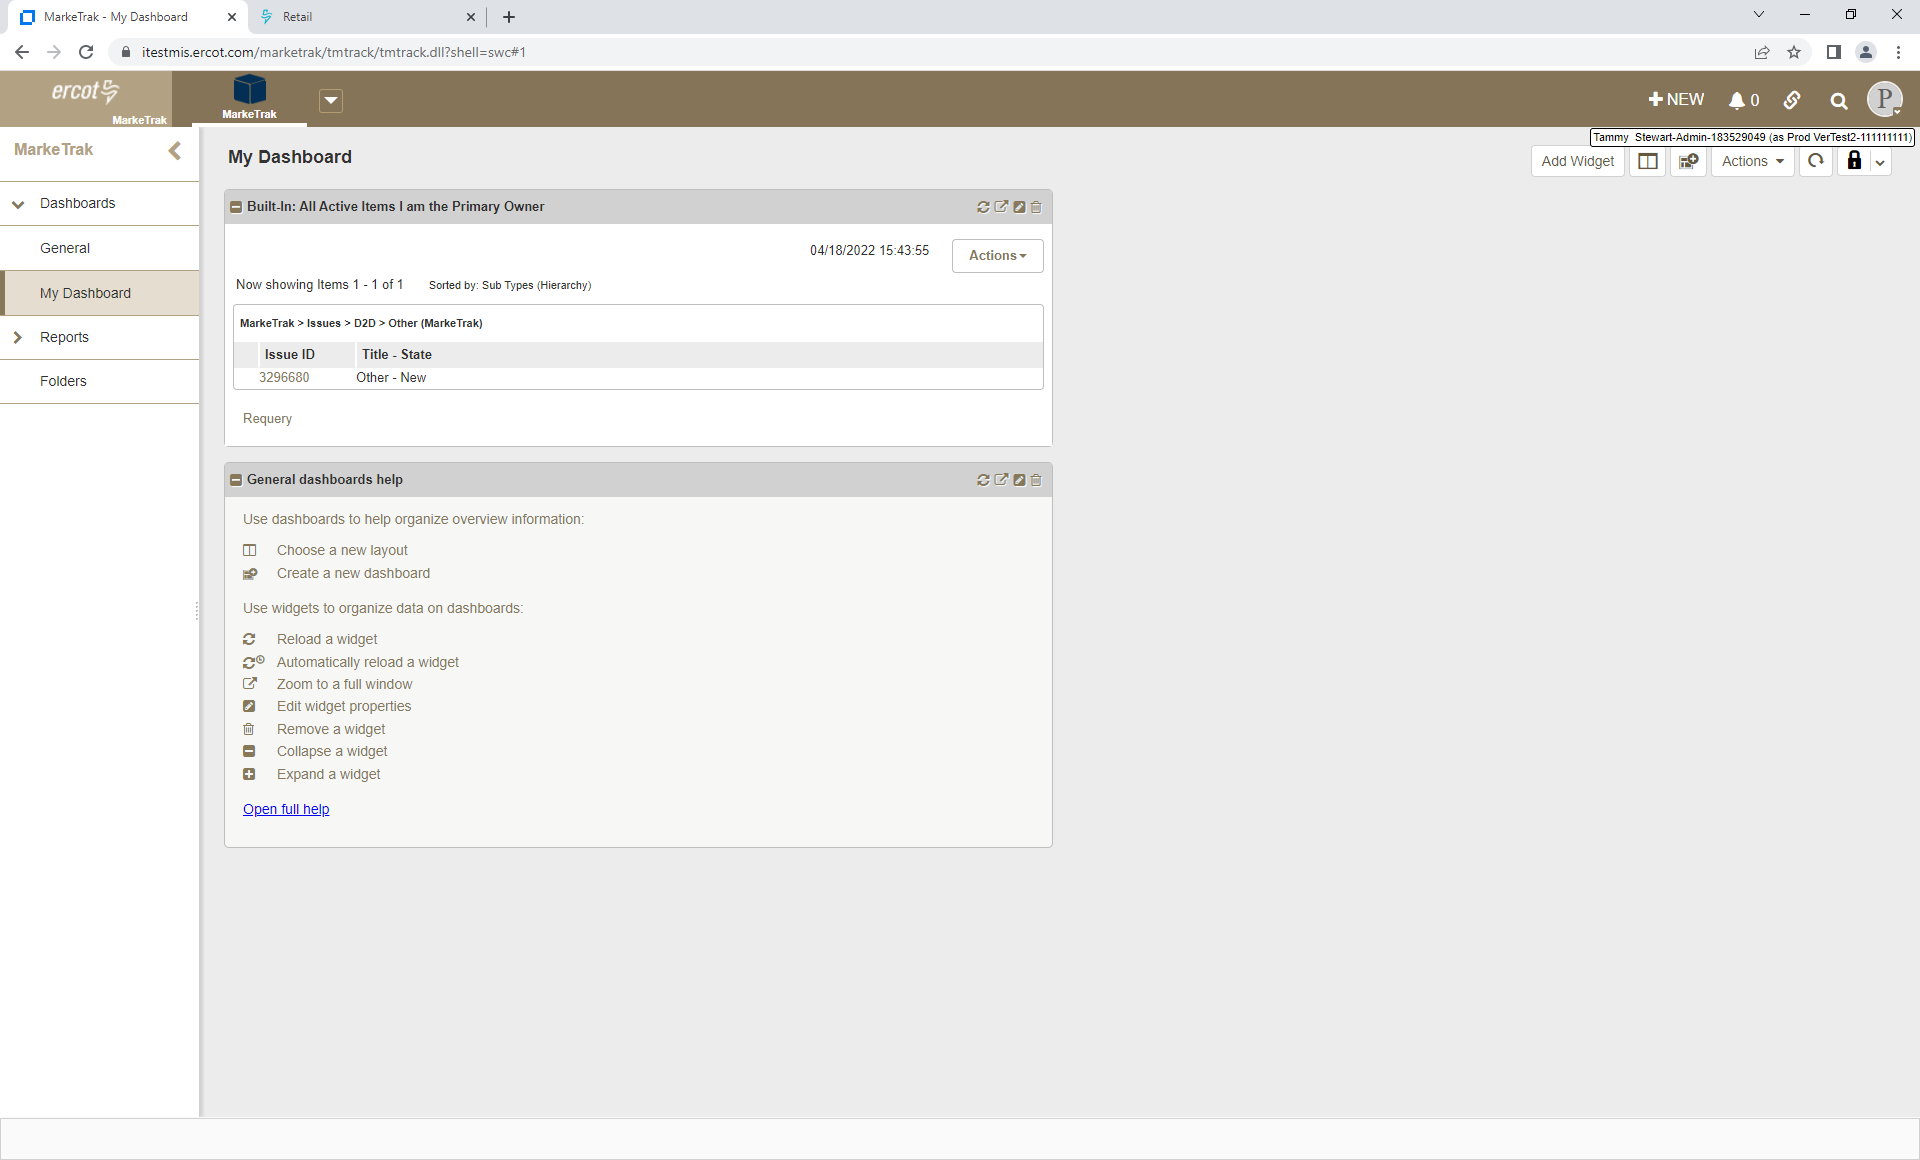 MarkeTrak - My Dashboard
Retail
itestmis.ercot.com/marketrak/tmtrack/tmtrack.dll?shell=swc#1
ercot
MarkeTrak
MarkeTrak
NEW
0
P
Tammy  Stewart-Admin-183529049 (as Prod VerTest2-111111111)
MarkeTrak
Dashboards
General
My Dashboard
Reports
Folders
My Dashboard
Add Widget
Actions
Built-In: All Active Items I am the Primary Owner
04/18/2022 15:43:55
Actions
Now showing Items 1 - 1 of 1
Sorted by: Sub Types (Hierarchy)
MarkeTrak > Issues > D2D > Other (MarkeTrak)
Issue ID
Title - State
3296680
Other - New
Requery
General dashboards help
Use dashboards to help organize overview information:
Choose a new layout
Create a new dashboard
Use widgets to organize data on dashboards:
Reload a widget
Automatically reload a widget
Zoom to a full window
Edit widget properties
Remove a widget
Collapse a widget
Expand a widget
Open full help